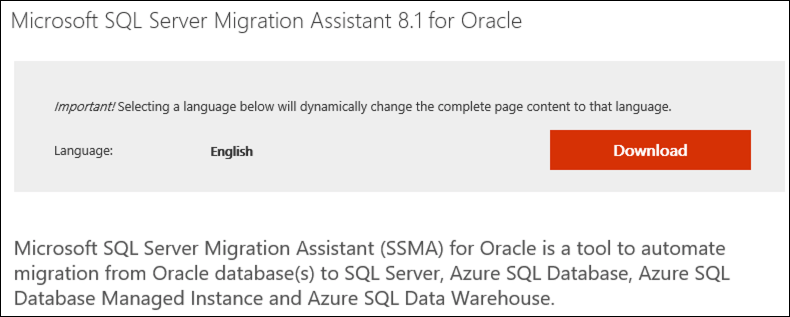 Microsoft SQL Server Migration Assistant 8.1 for Oracle
Important! Selecting a language below will dynamically change the complete page content to that language.
Language: English Download
Microsoft SQL Server Migration Assistant (SSMA) for Oracle is a tool to automate
migration from Oracle database(s) to SQL Server, Azure SQL Database, Azure SQL
Database Managed Instance and Azure SQL Data Warehouse.